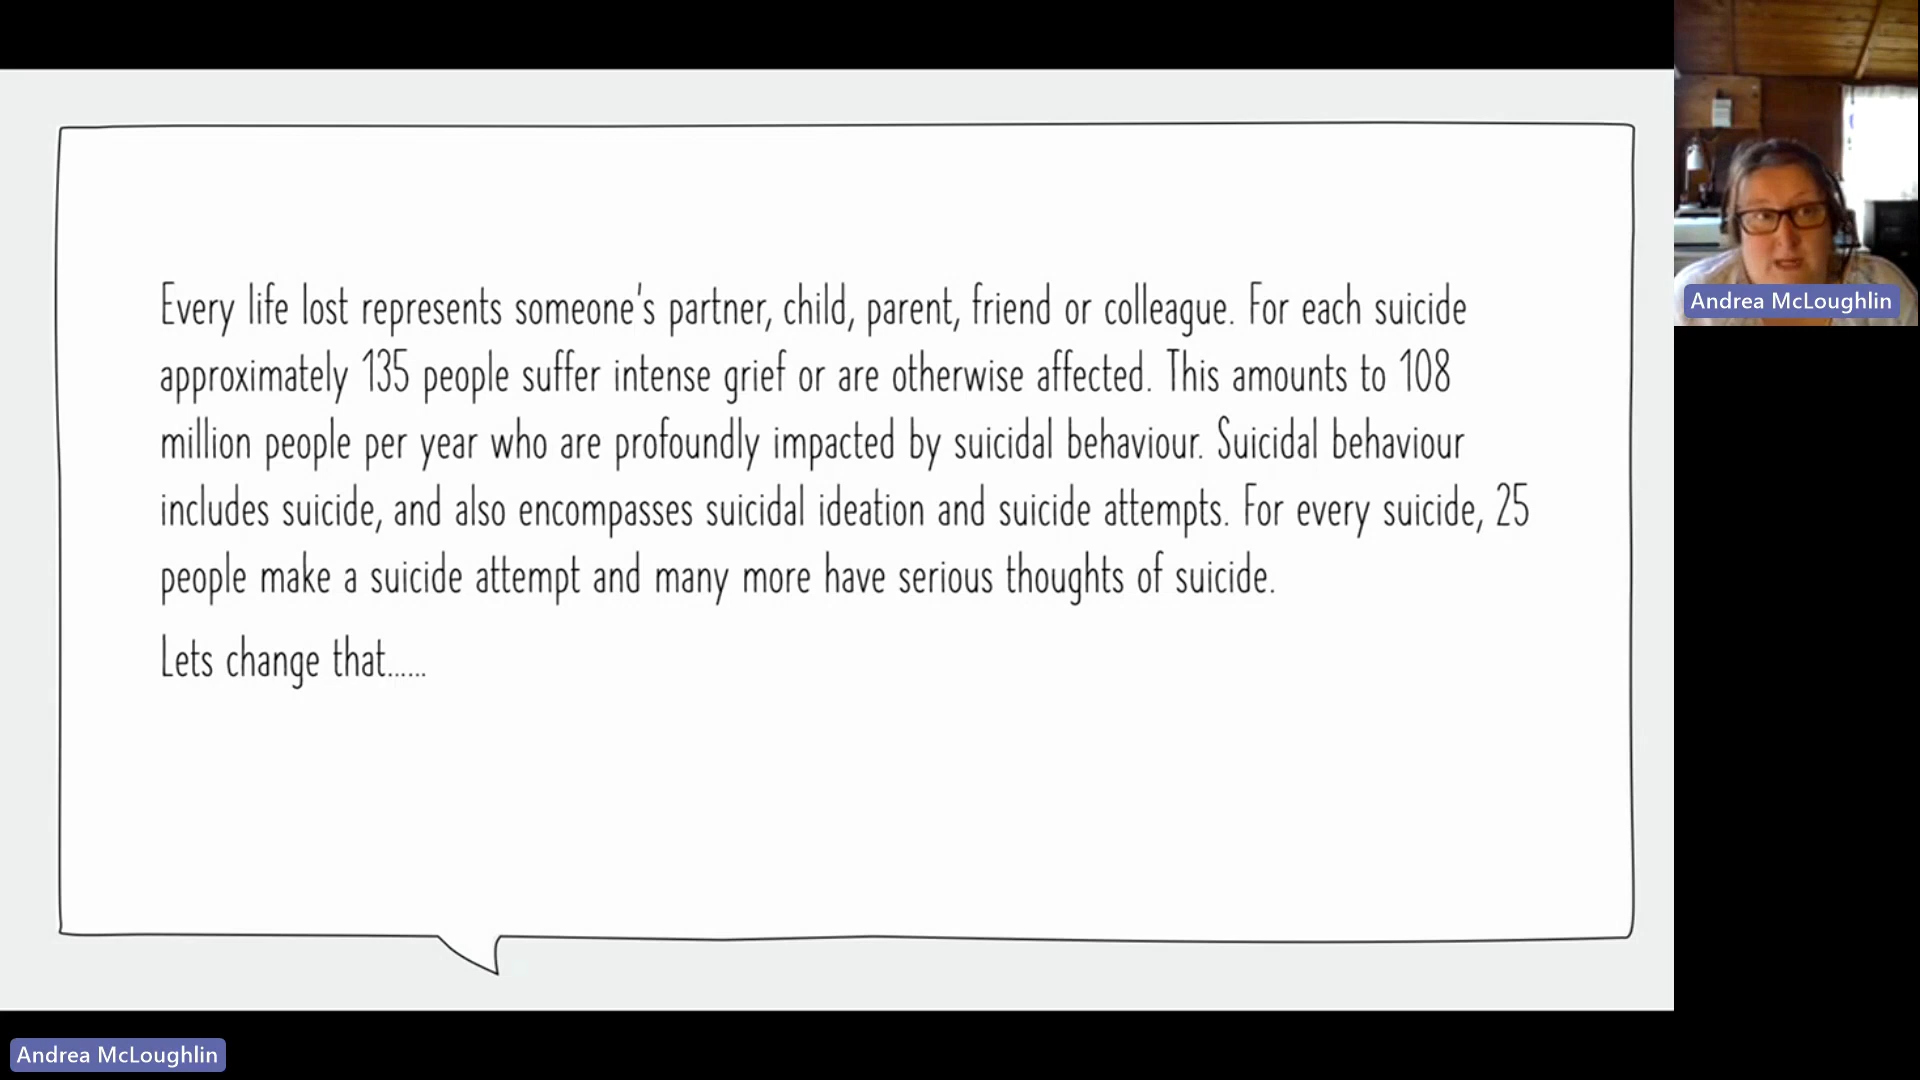 Every life lost represents someone's partner, child, parent, friend or colleague. For each suicide
approximately 135 people suffer intense grief or are otherwise affected. This amounts to 108
million people per year who are profoundly impacted by suicidal behaviour. Suicidal behaviour
includes suicide, and also encompasses suicidal ideation and suicide attempts. For every suicide, 25
people make a suicide attempt and many more have serious thoughts of suicide.
Lets change that......
Andrea McLoughlin
Andrea McLoughlin